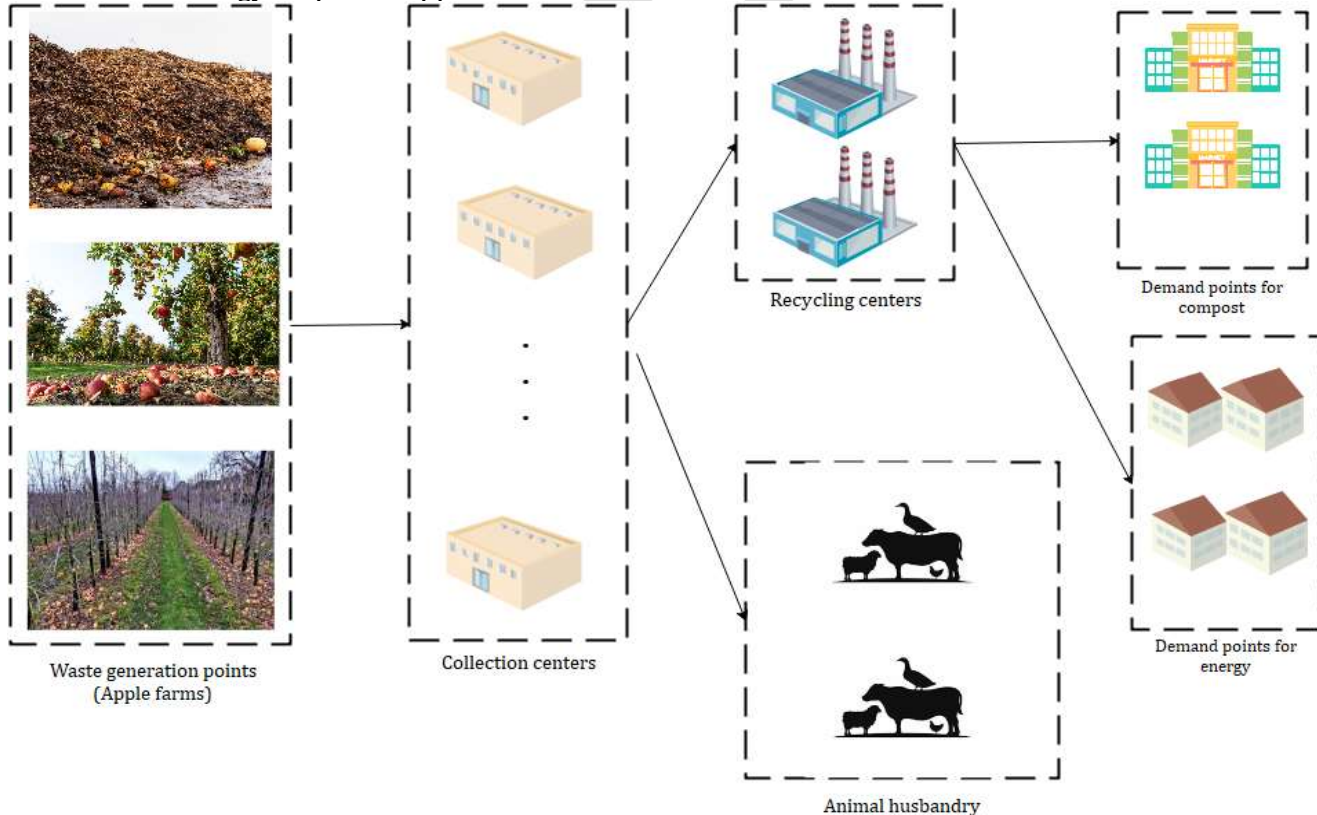 Recycling centers
Demand points for
compost
Waste generation points
(Apple farms)
Collection centers
Demand points for
energy
Animal husbandry